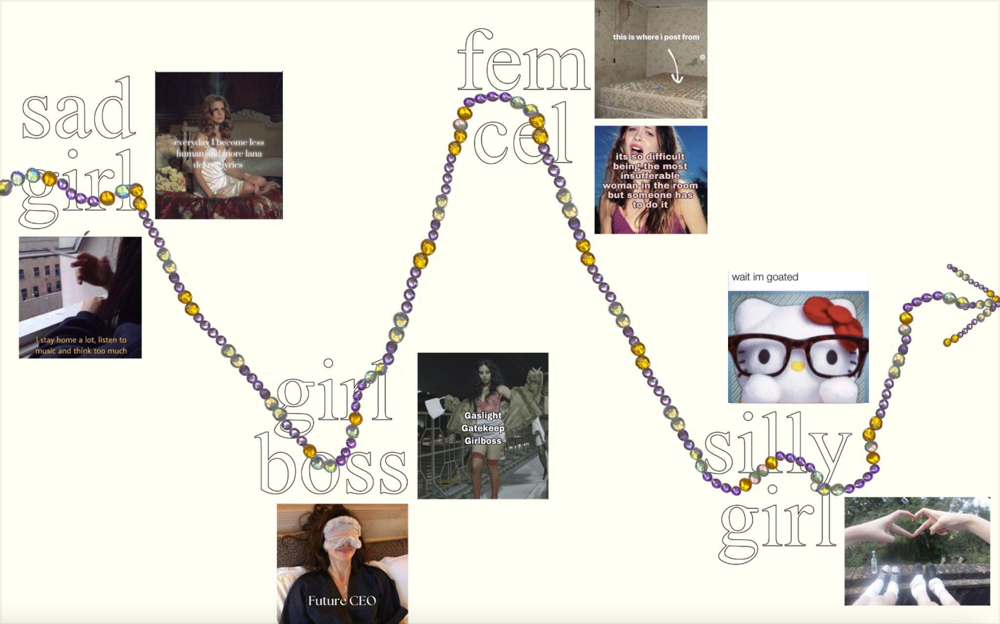 sad
girl
everyday I become less
human and more lana
del rey lyrics
I stay home a lot, listen to
music and think too much
girl
boss
Gaslight
Gatekeep
Girlboss
Future CEO
fem
cel
this is where i post from
its so difficult
being the most
insufferable
woman in the room
but someone has
to do it
wait im goated
silly
girl